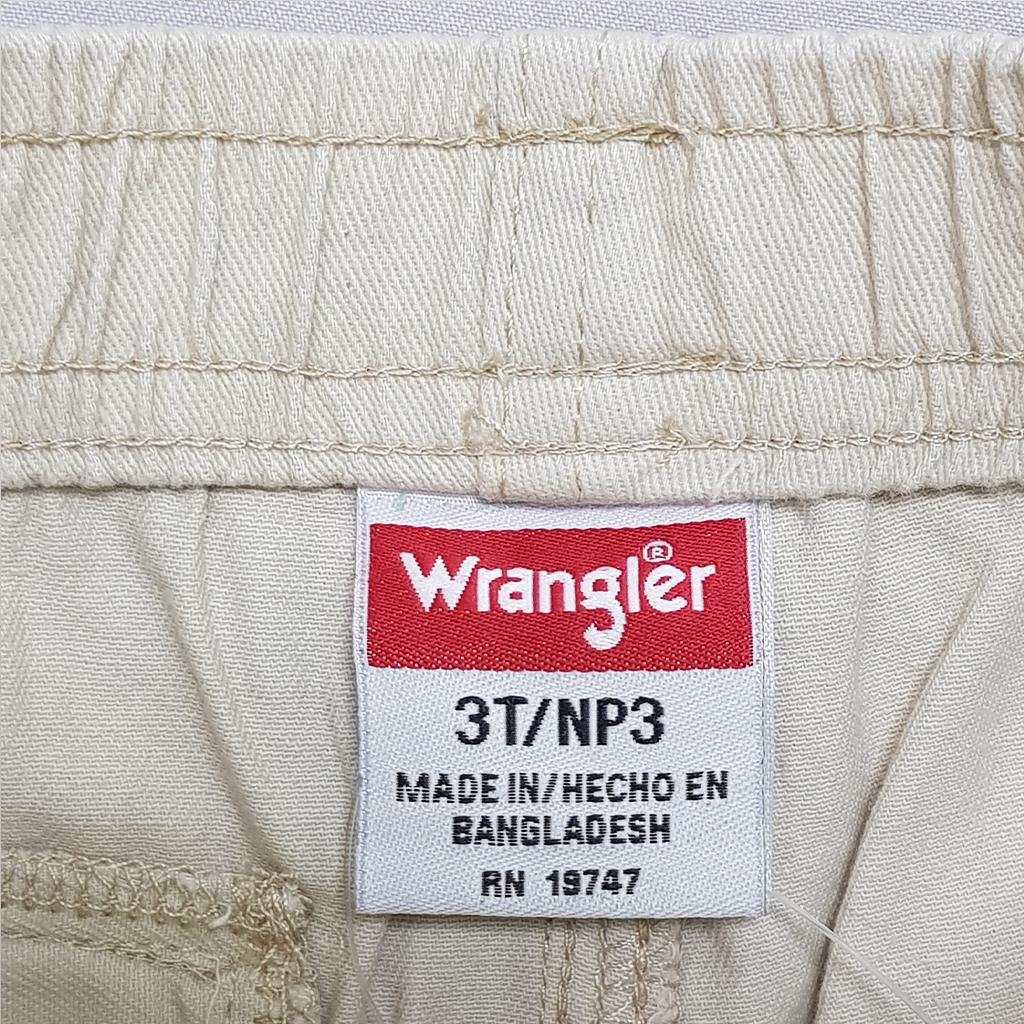 Wrangler®
3T/NP3
MADE IN/HECHO EN
BANGLADESH
RN 19747